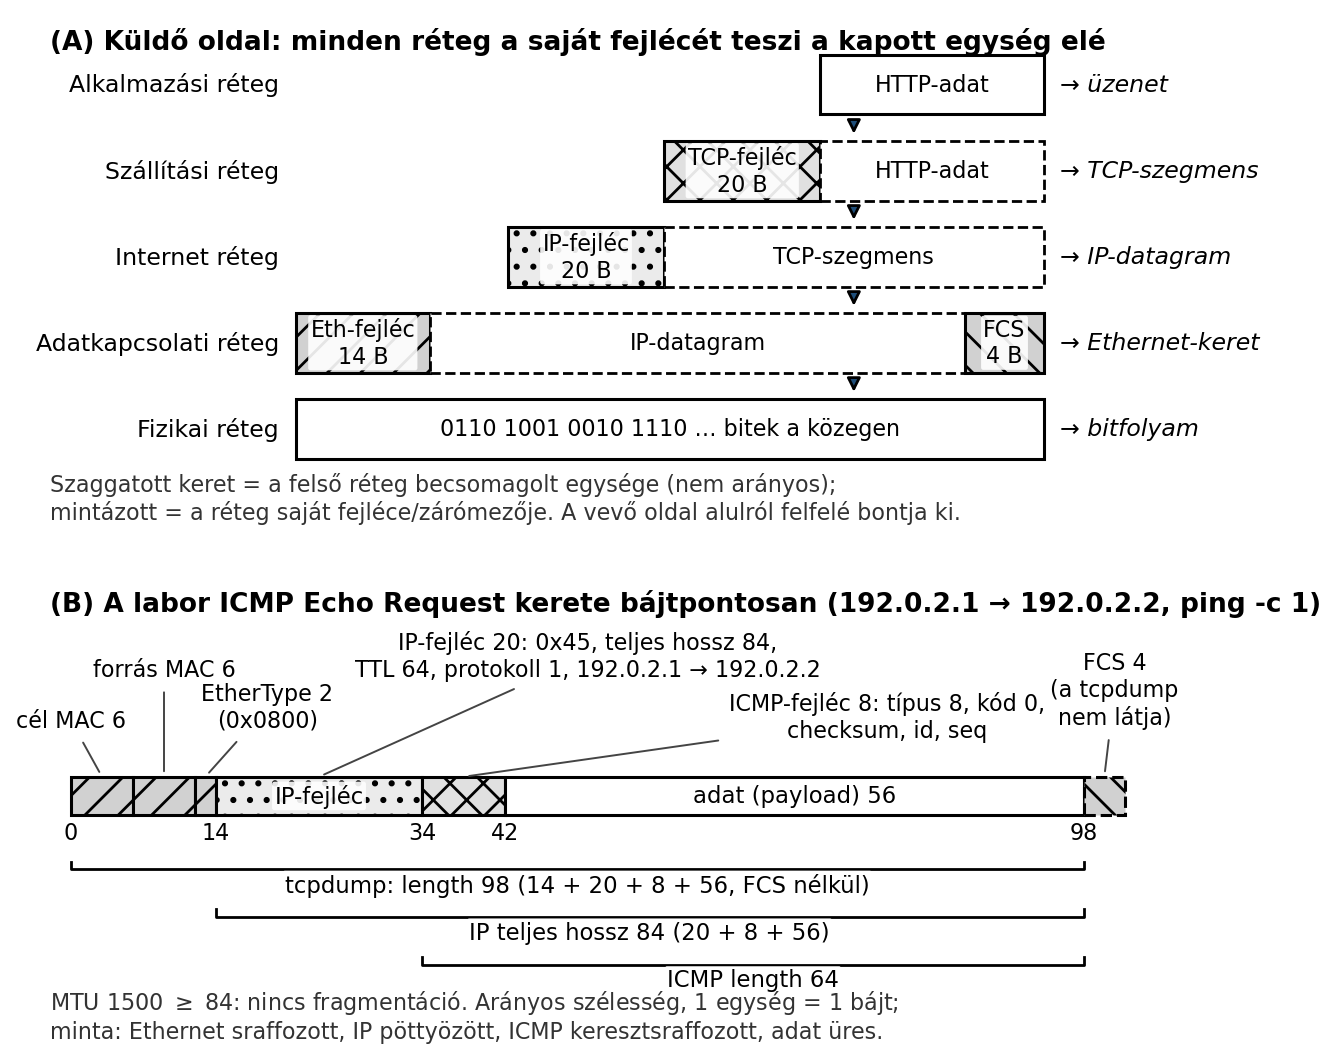 (A) Küldő oldal: minden réteg a saját fejlécét teszi a kapott egység elé
Alkalmazási réteg
HTTP-adat
→ üzenet
Szállítási réteg
TCP-fejléc
20 B
HTTP-adat
→ TCP-szegmens
Internet réteg
IP-fejléc
20 B
TCP-szegmens
→ IP-datagram
Adatkapcsolati réteg
Eth-fejléc
14 B
IP-datagram
FCS
4 B
→ Ethernet-keret
Fizikai réteg
0110 1001 0010 1110 … bitek a közegen
→ bitfolyam
Szaggatott keret = a felső réteg becsomagolt egysége (nem arányos);
mintázott = a réteg saját fejléce/zárómezője. A vevő oldal alulról felfelé bontja ki.
(B) A labor ICMP Echo Request kerete bájtpontosan (192.0.2.1 → 192.0.2.2, ping -c 1)
IP-fejléc 20: 0x45, teljes hossz 84,
TTL 64, protokoll 1, 192.0.2.1 → 192.0.2.2
forrás MAC 6
EtherType 2
(0x0800)
cél MAC 6
ICMP-fejléc 8: típus 8, kód 0,
checksum, id, seq
FCS 4
(a tcpdump
nem látja)
IP-fejléc
adat (payload) 56
0 14 34 42 98
tcpdump: length 98 (14 + 20 + 8 + 56, FCS nélkül)
IP teljes hossz 84 (20 + 8 + 56)
ICMP length 64
MTU 1500 ≥ 84: nincs fragmentáció. Arányos szélesség, 1 egység = 1 bájt;
minta: Ethernet sraffozott, IP pöttyözött, ICMP keresztsraffozott, adat üres.